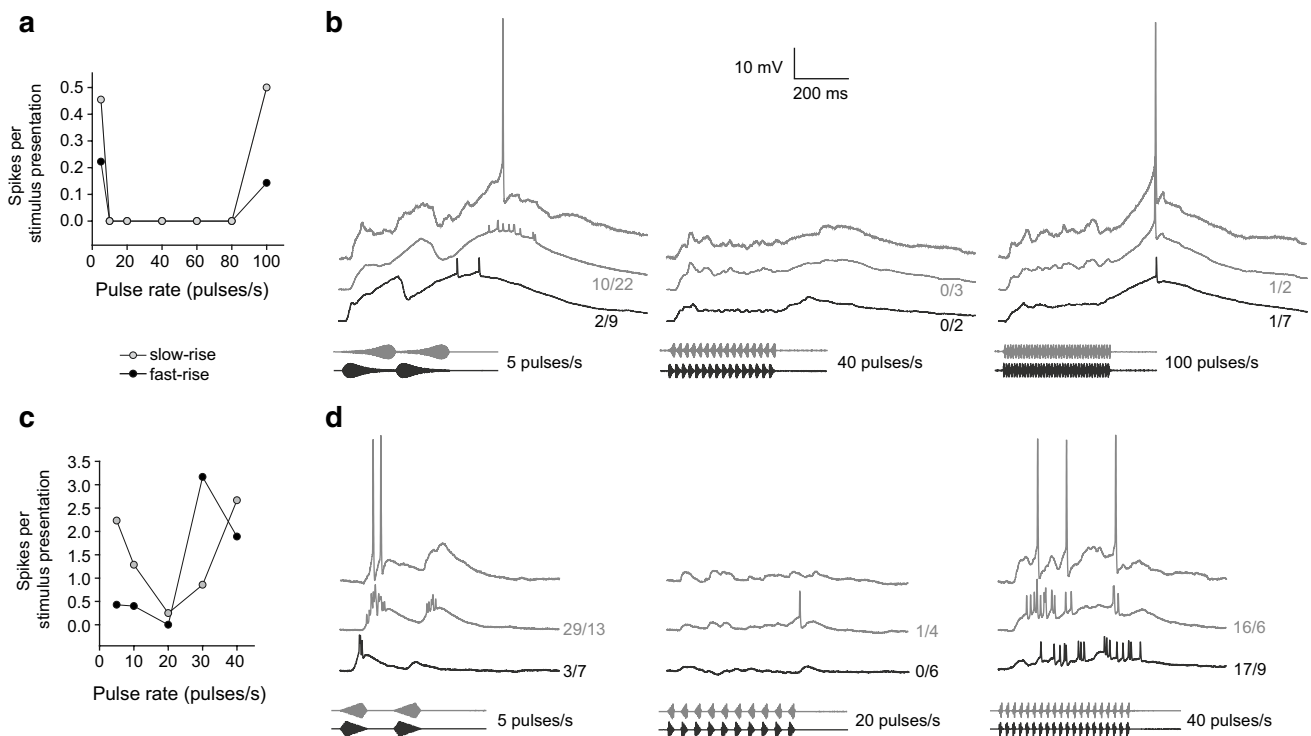 a
Spikes per
stimulus presentation
0.5
0.4
0.3
0.2
0.1
0.0
0 20 40 60 80 100
Pulse rate (pulses/s)
slow-rise
fast-rise
b
10 mV
200 ms
10/22
2/9
5 pulses/s
0/3
0/2
40 pulses/s
1/2
1/7
100 pulses/s
c
Spikes per
stimulus presentation
3.5
3.0
2.5
2.0
1.5
1.0
0.5
0.0
0 10 20 30 40
Pulse rate (pulses/s)
d
29/13
3/7
5 pulses/s
1/4
0/6
20 pulses/s
16/6
17/9
40 pulses/s